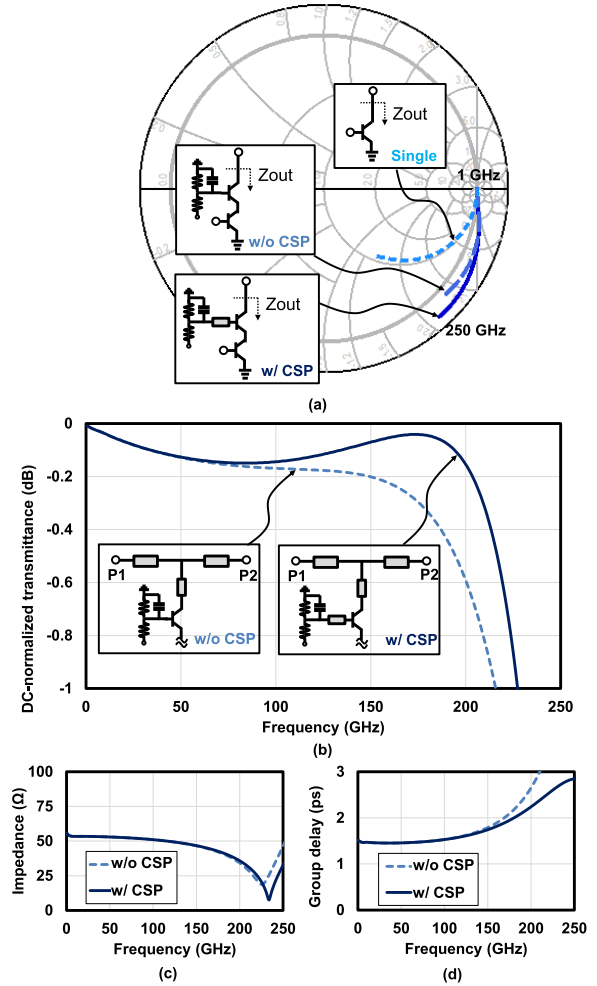 Zout
Single
1 GHz
Zout
w/o CSP
Zout
w/ CSP
250 GHz
(a)
DC-normalized transmittance (dB)
0
-0.2
-0.4
-0.6
-0.8
-1
P1
P2
w/o CSP
P1
P2
w/ CSP
0
50
100
150
200
250
Frequency (GHz)
(b)
Impedance (Ω)
100
75
50
25
0
w/o CSP
w/ CSP
0
50
100
150
200
250
Frequency (GHz)
(c)
Group delay (ps)
3
2
1
0
w/o CSP
w/ CSP
0
50
100
150
200
250
Frequency (GHz)
(d)